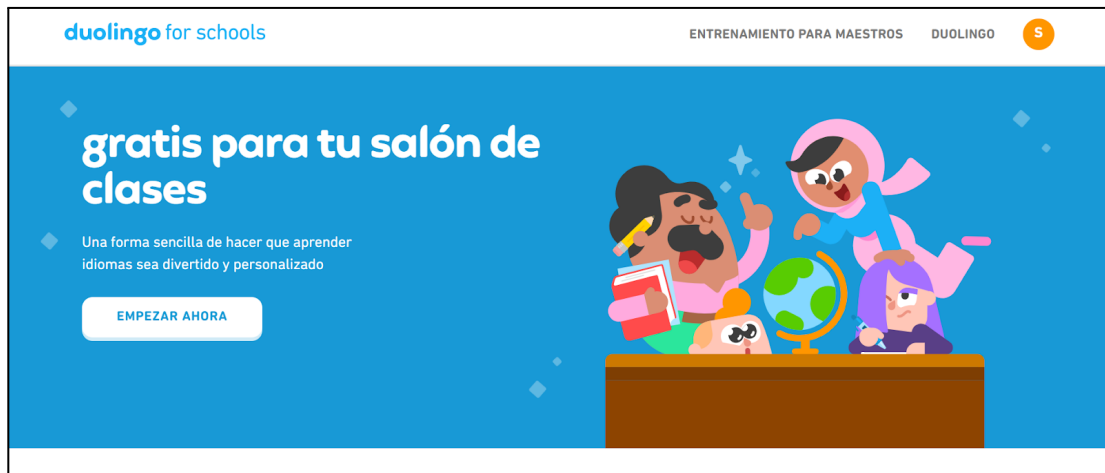 duolingo for schools
ENTRENAMIENTO PARA MAESTROS
DUOLINGO
S
gratis para tu salón de
clases
Una forma sencilla de hacer que aprender
idiomas sea divertido y personalizado
EMPEZAR AHORA